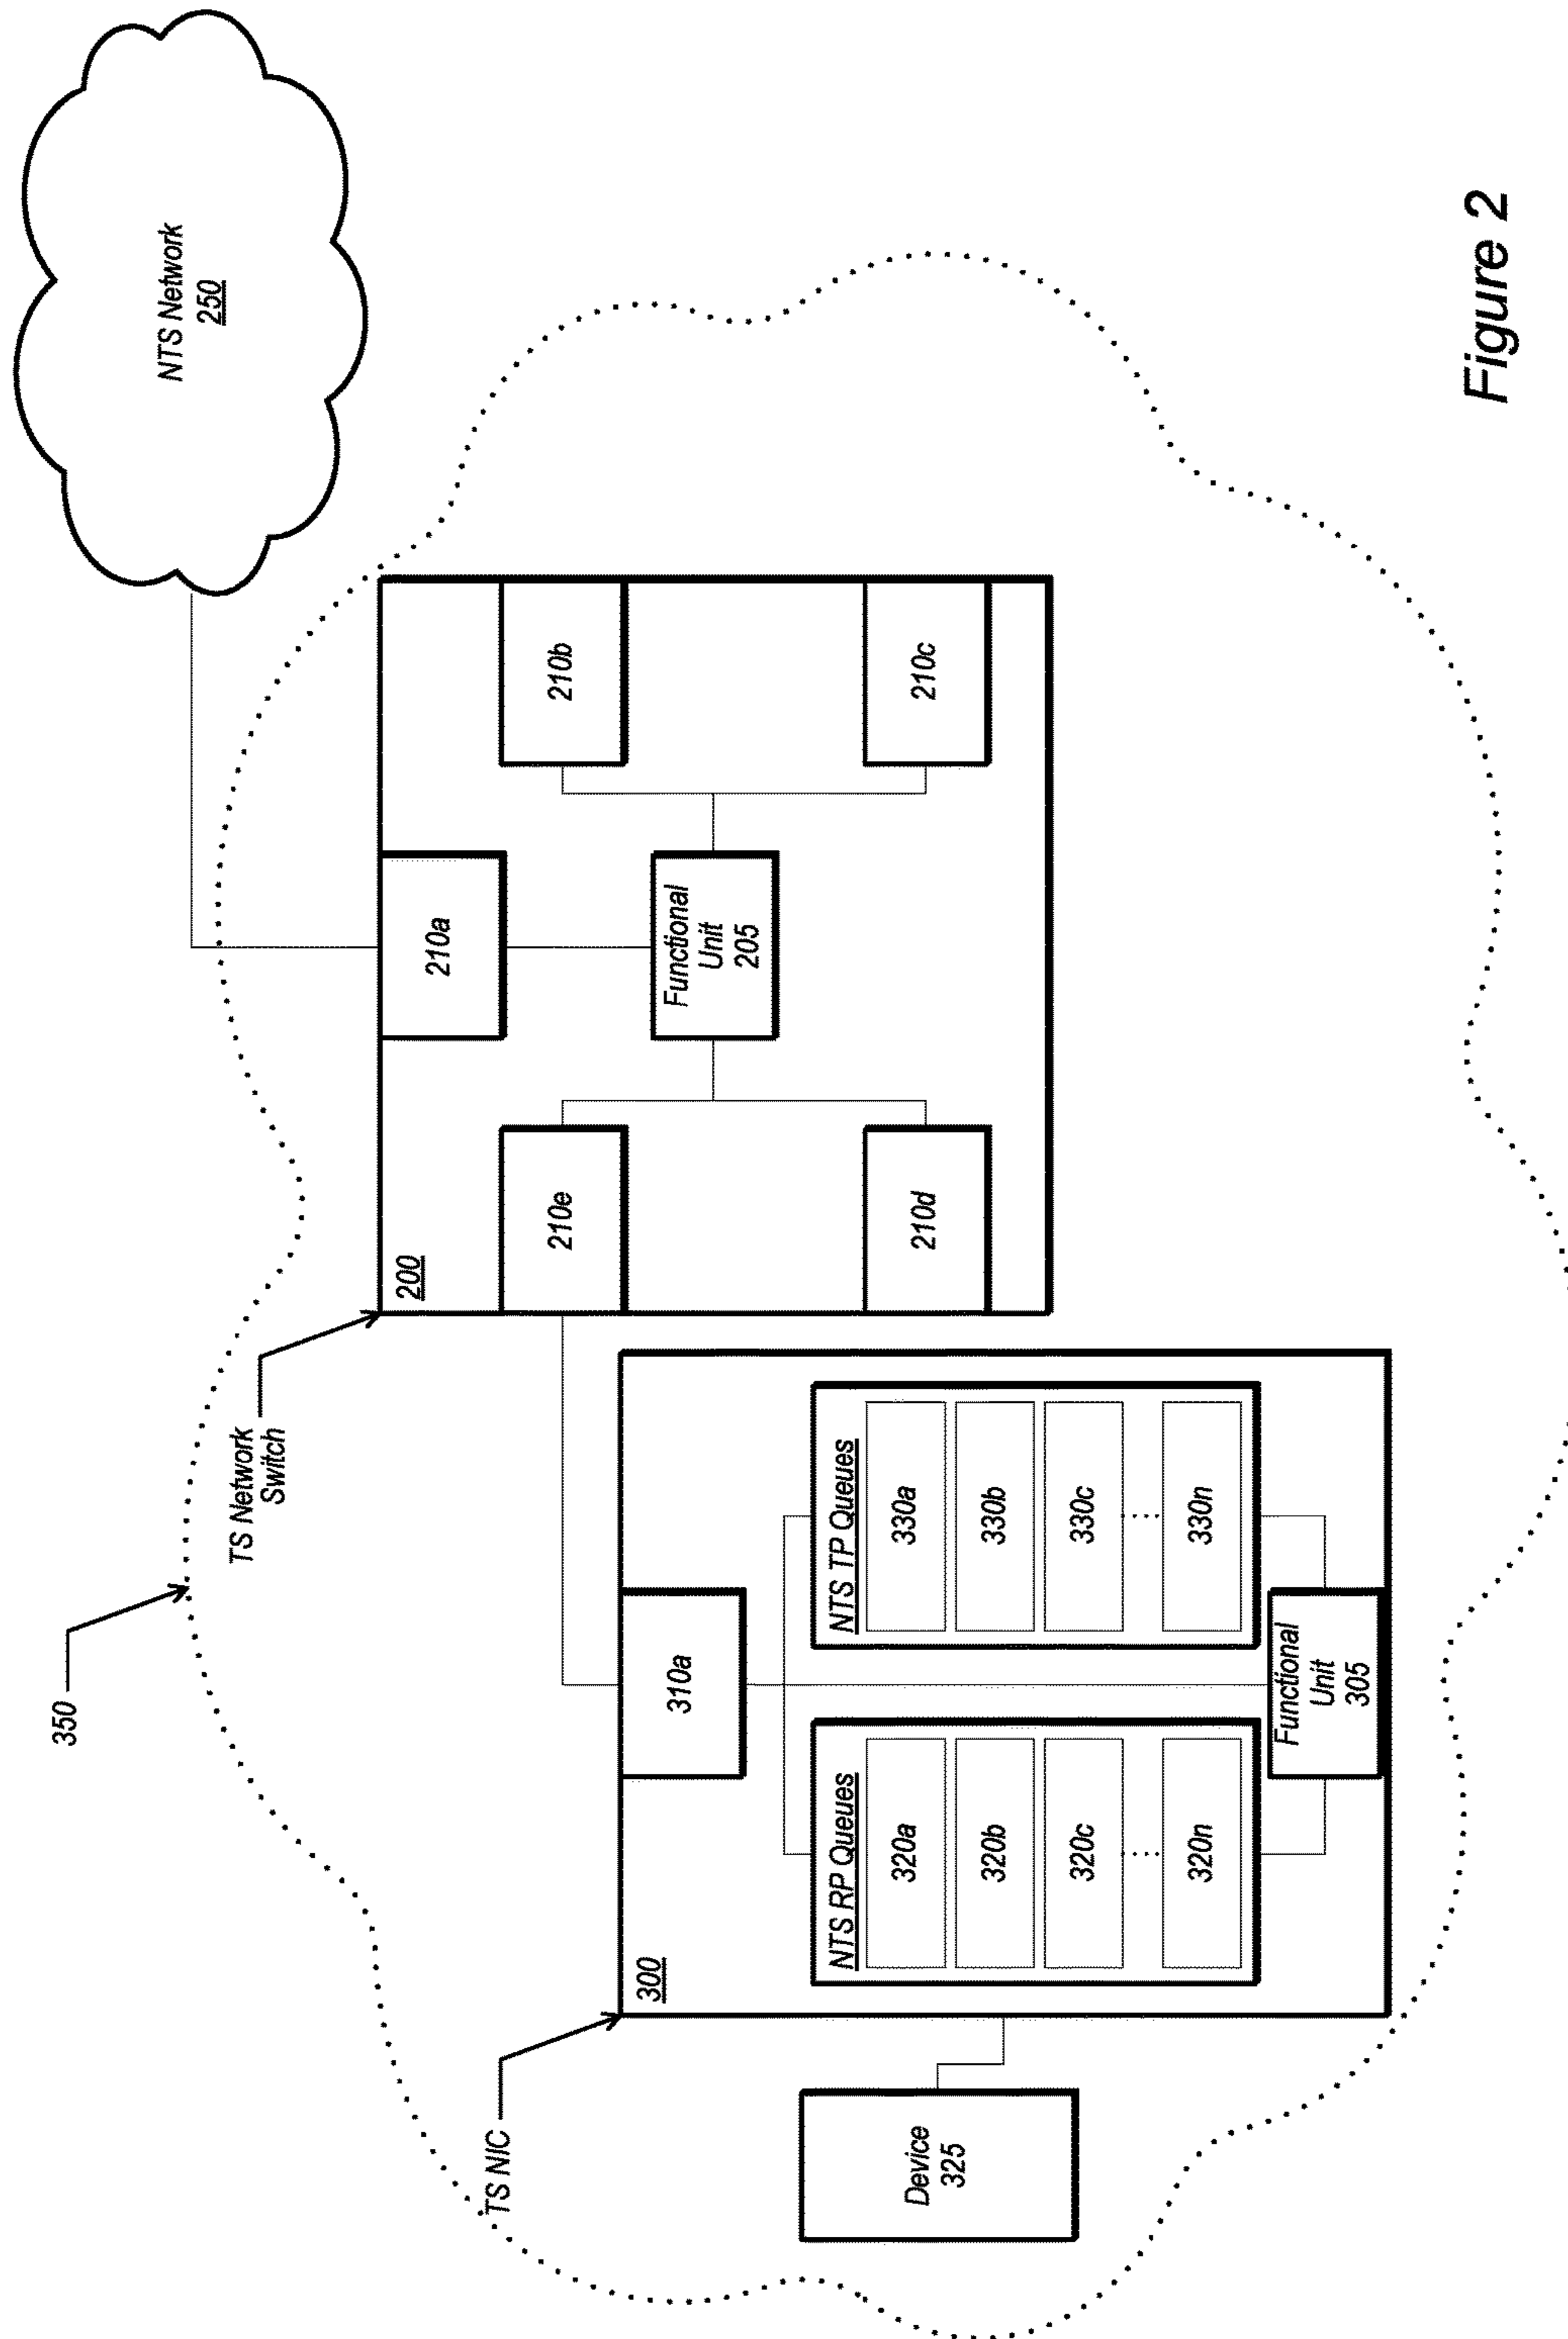 NTS Network
250
350
TS Network
Switch
200
210a
210b
210e
Functional
Unit
205
210c
210d
TS NIC
300
310a
NTS RP Queues
320a
320b
320c
320n
NTS TP Queues
330a
330b
330c
330n
Functional
Unit
305
Device
325
Figure 2